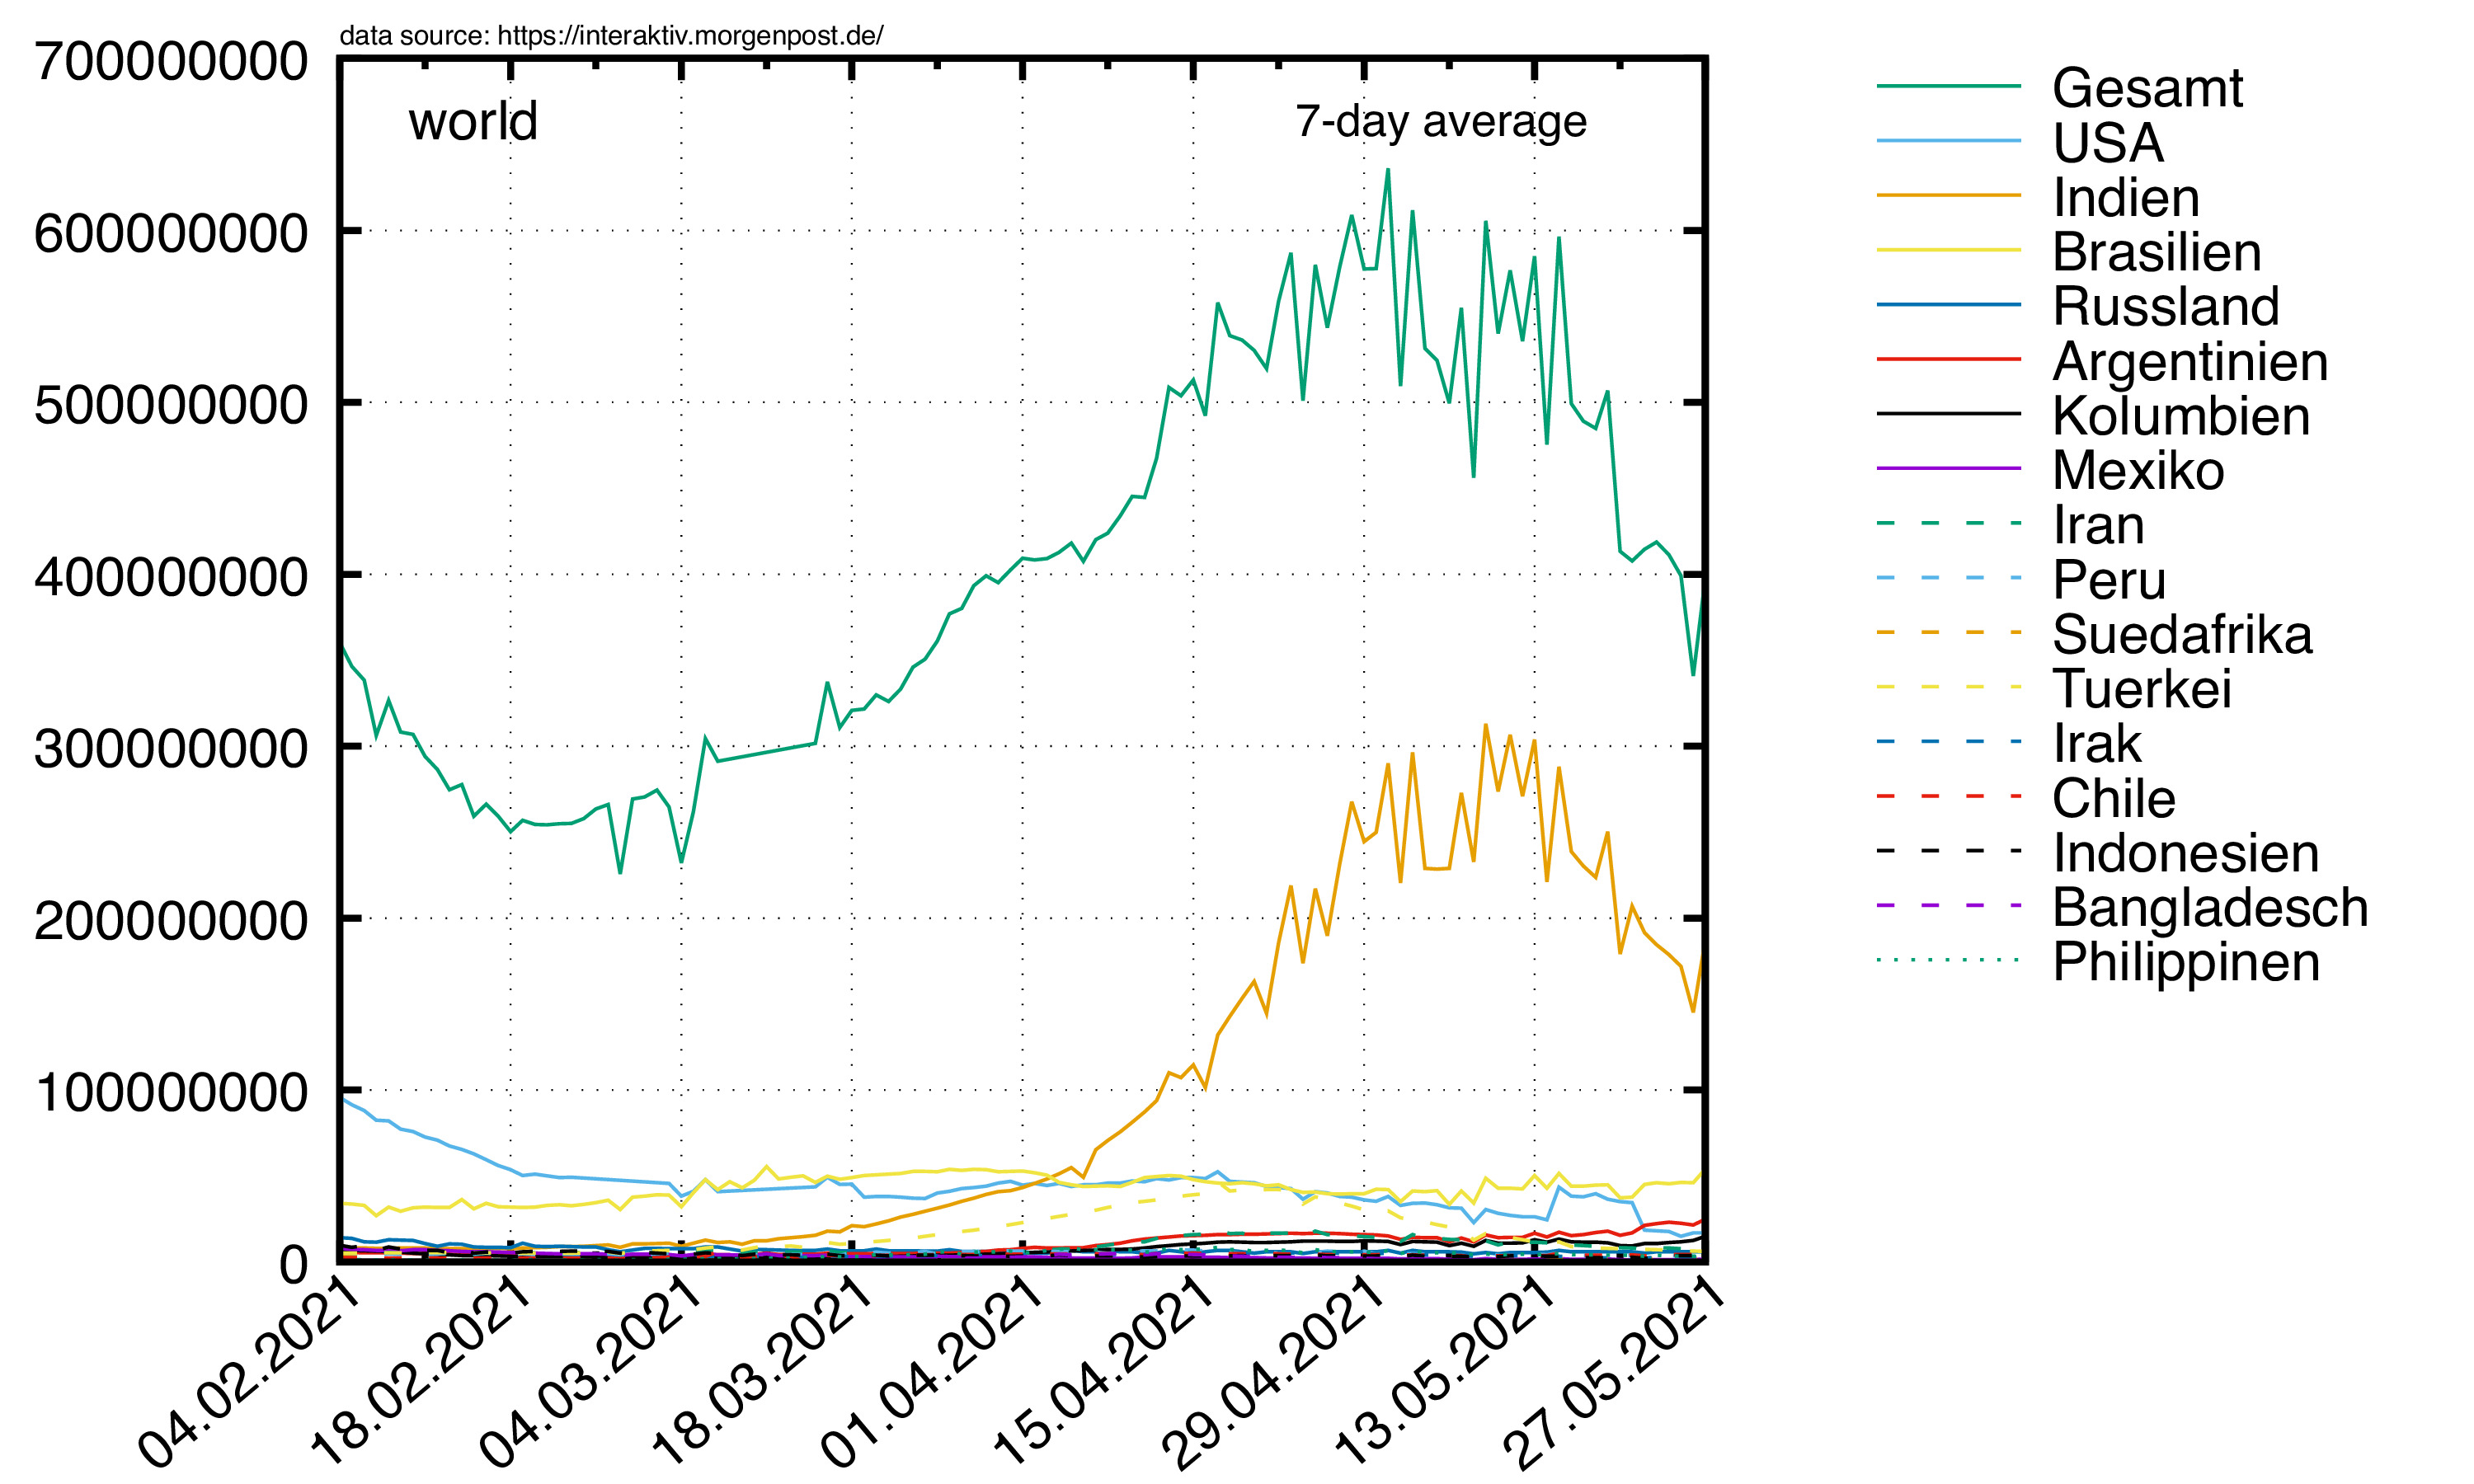 data source: https://interaktiv.morgenpost.de/
700000000
600000000
500000000
400000000
300000000
200000000
100000000
0
world
7-day average
04.02.2021
18.02.2021
04.03.2021
18.03.2021
01.04.2021
15.04.2021
29.04.2021
13.05.2021
27.05.2021
Gesamt
USA
Indien
Brasilien
Russland
Argentinien
Kolumbien
Mexiko
Iran
Peru
Suedafrika
Tuerkei
Irak
Chile
Indonesien
Bangladesch
Philippinen